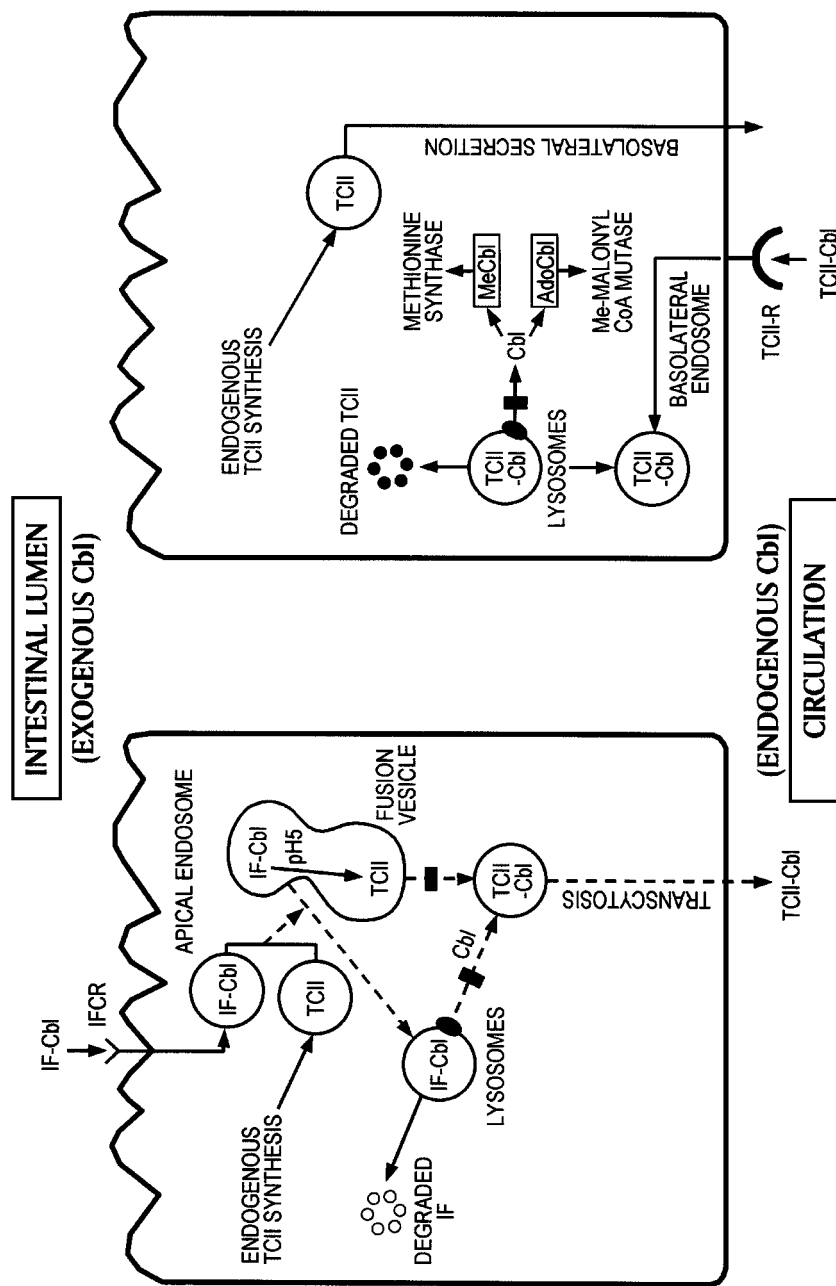 INTESTINAL LUMEN
(EXOGENOUS Cbl)
IF-Cbl
IFCR
APICAL ENDOSOME
IF-Cbl
TCII
ENDOGENOUS
TCII SYNTHESIS
IF-Cbl
pH5
TCII
FUSION
VESICLE
IF-Cbl
LYSOSOMES
DEGRADED
IF
Cbl
TCII
-Cbl
TRANSCYTOSIS
TCII-Cbl
ENDOGENOUS
TCII SYNTHESIS
TCII
BASOLATERAL SECRETION
DEGRADED TCII
TCII
-Cbl
LYSOSOMES
Cbl
MeCbl
METHIONINE
SYNTHASE
AdoCbl
Me-MALONYL
CoA MUTASE
TCII
-Cbl
BASOLATERAL
ENDOSOME
TCII-R
TCII-Cbl
(ENDOGENOUS Cbl)
CIRCULATION